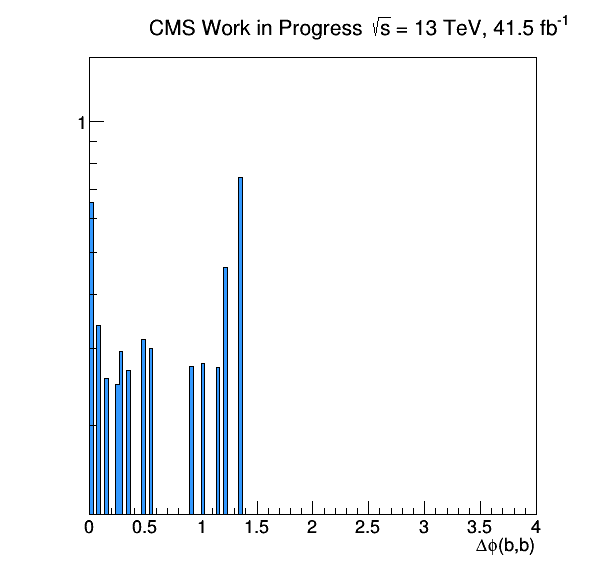 CMS Work in Progress √s = 13 TeV, 41.5 fb⁻¹
1
0 0.5 1 1.5 2 2.5 3 3.5 4
Δϕ(b,b)